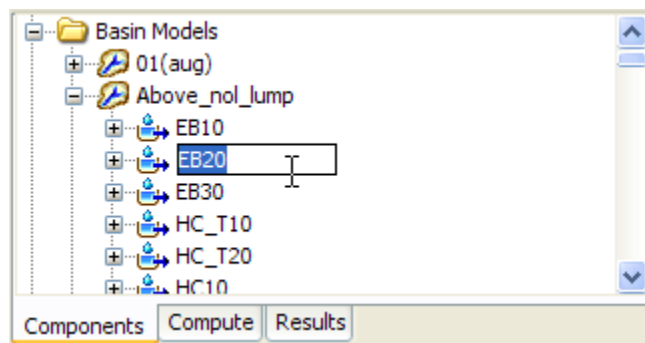 Basin Models
01(aug)
Above_nol_lump
EB10
EB20
EB30
HC_T10
HC_T20
HC10
Components Compute Results